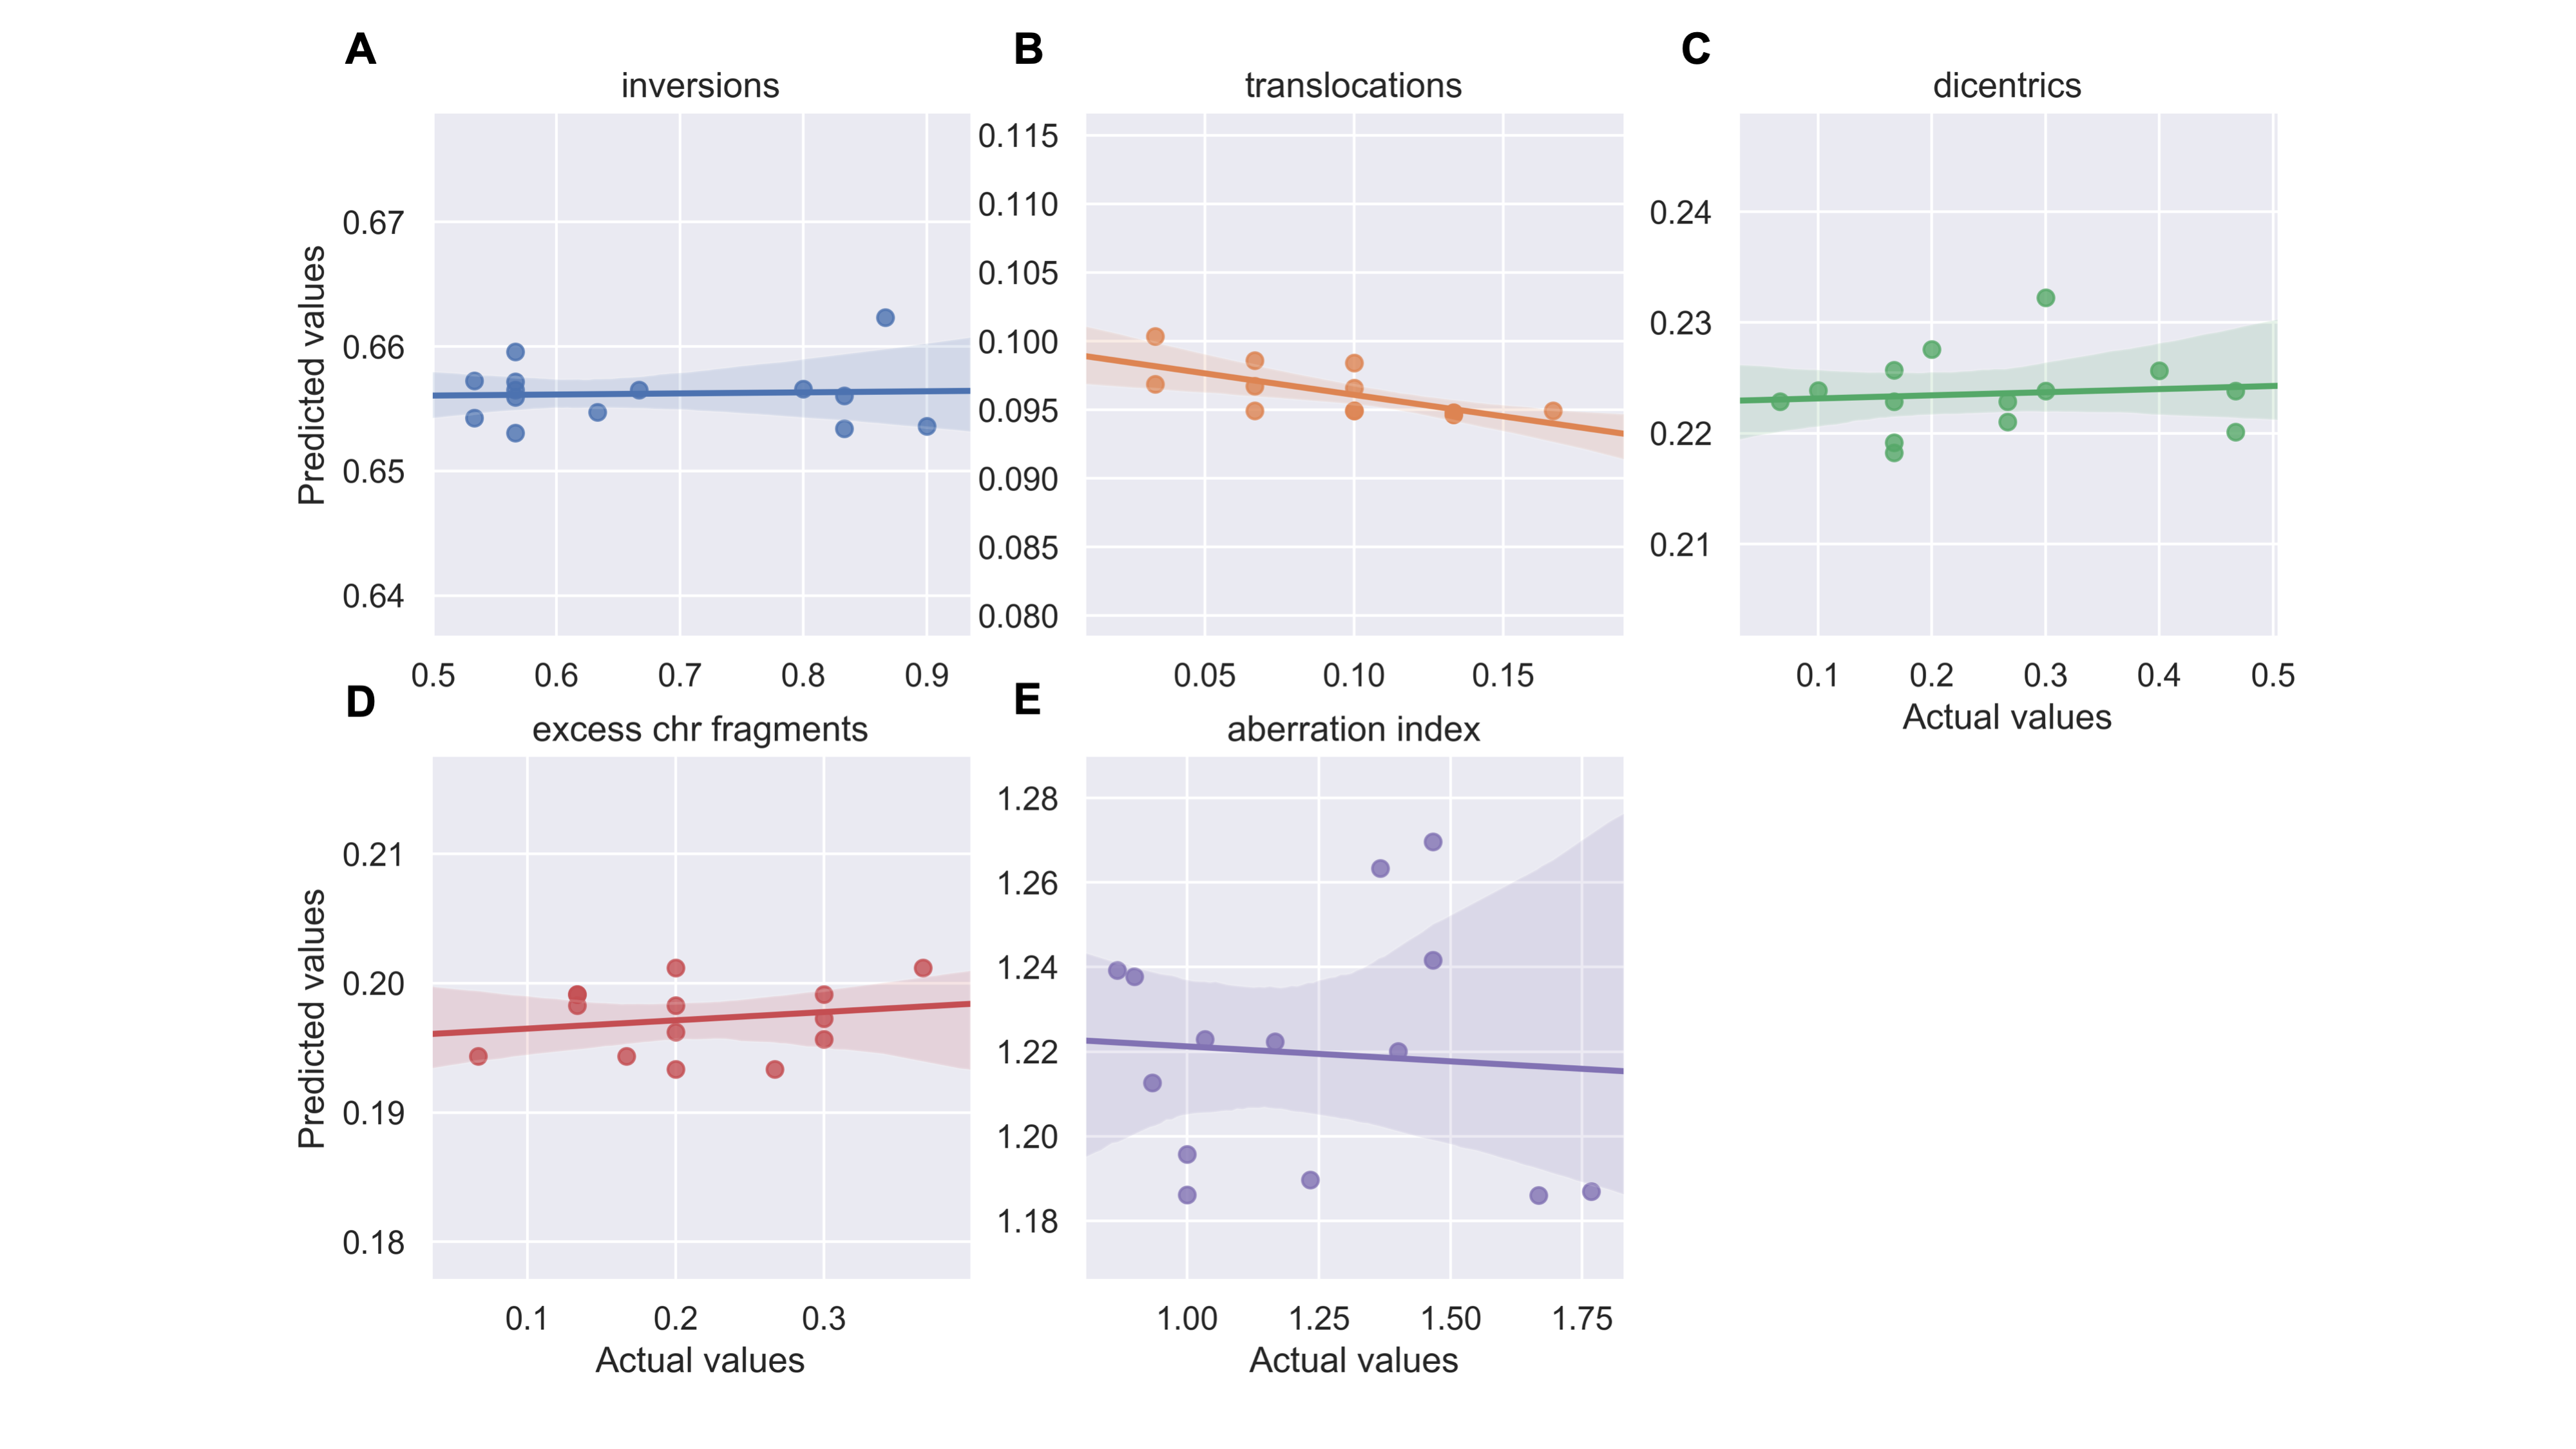 A
inversions
Predicted values
0.67
0.66
0.65
0.64
0.5 0.6 0.7 0.8 0.9
B
translocations
0.115
0.110
0.105
0.100
0.095
0.090
0.085
0.080
0.05 0.10 0.15
C
dicentrics
0.24
0.23
0.22
0.21
0.1 0.2 0.3 0.4 0.5
Actual values
D
excess chr fragments
Predicted values
0.21
0.20
0.19
0.18
0.1 0.2 0.3
Actual values
E
aberration index
1.28
1.26
1.24
1.22
1.20
1.18
1.00 1.25 1.50 1.75
Actual values